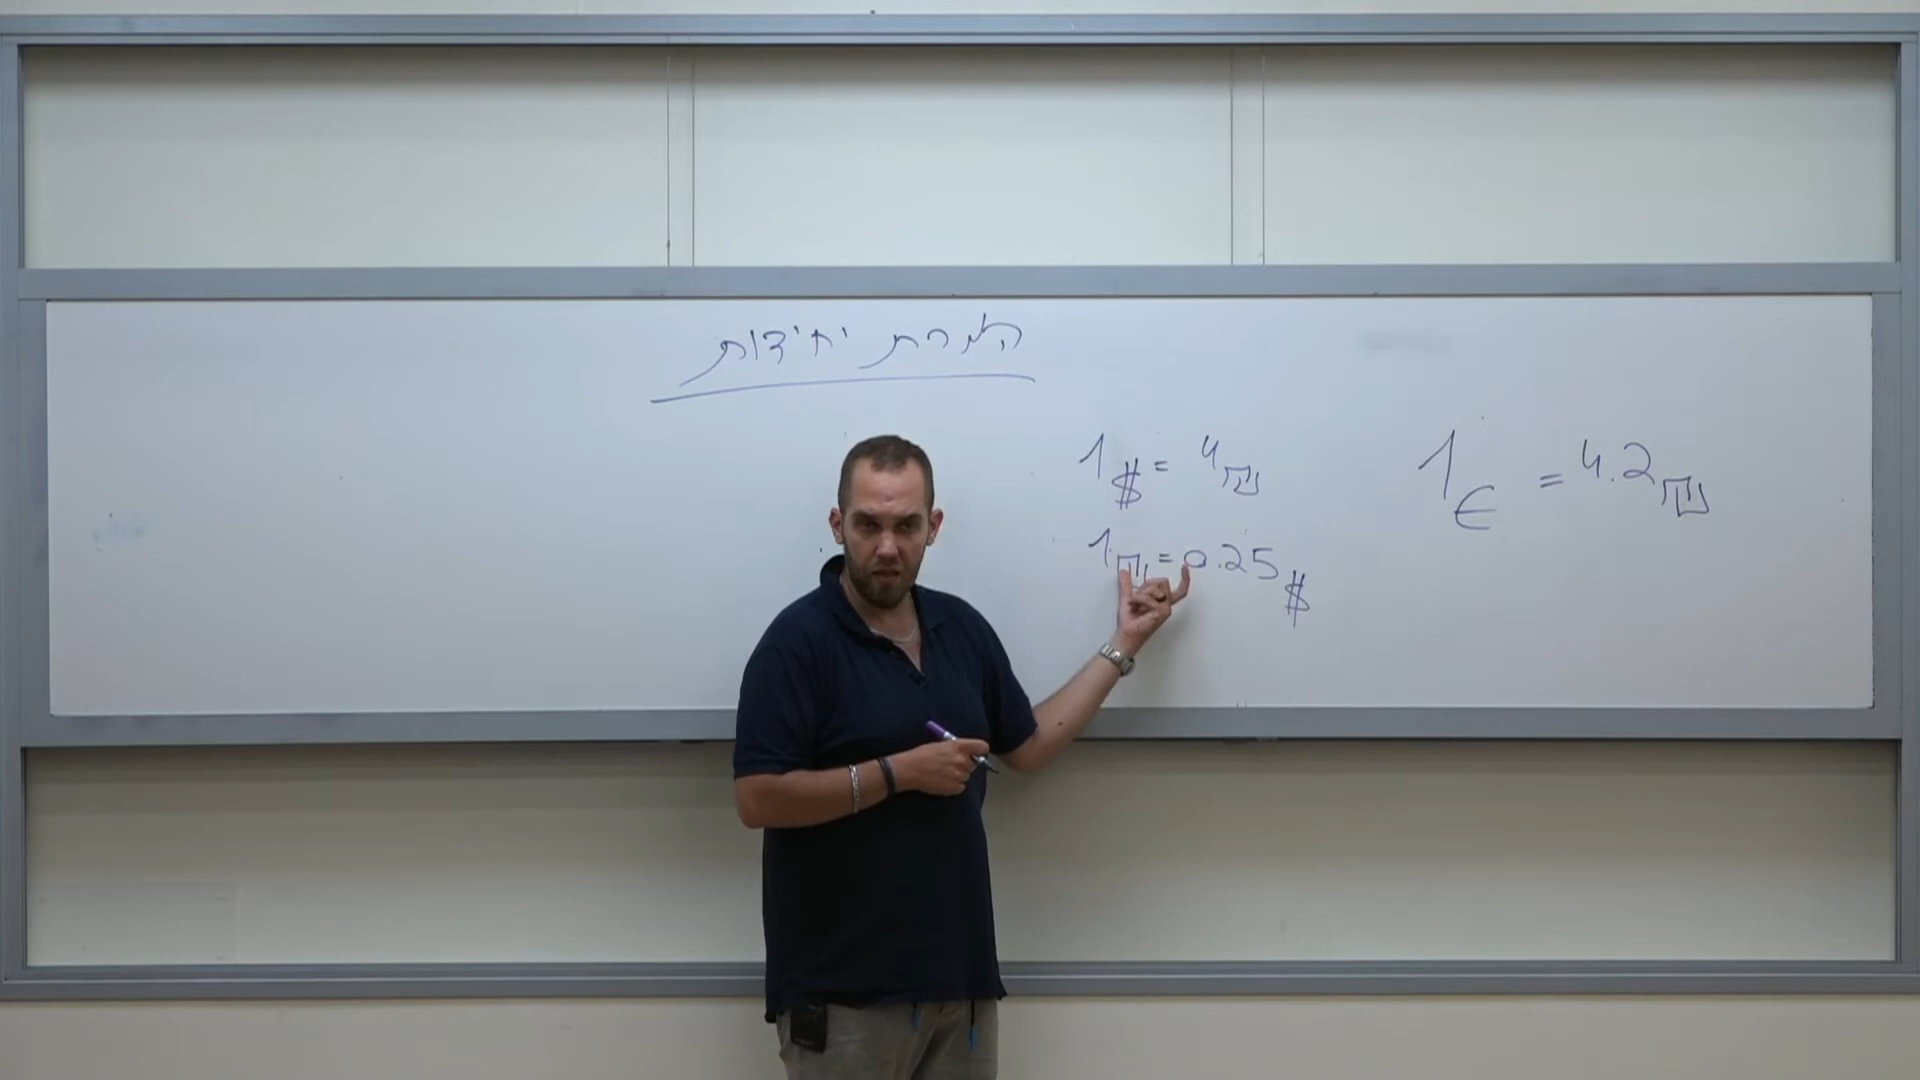 המרת יחידות
1$ = 4₪
1₪ = 0.25$
1€ = 4.2₪